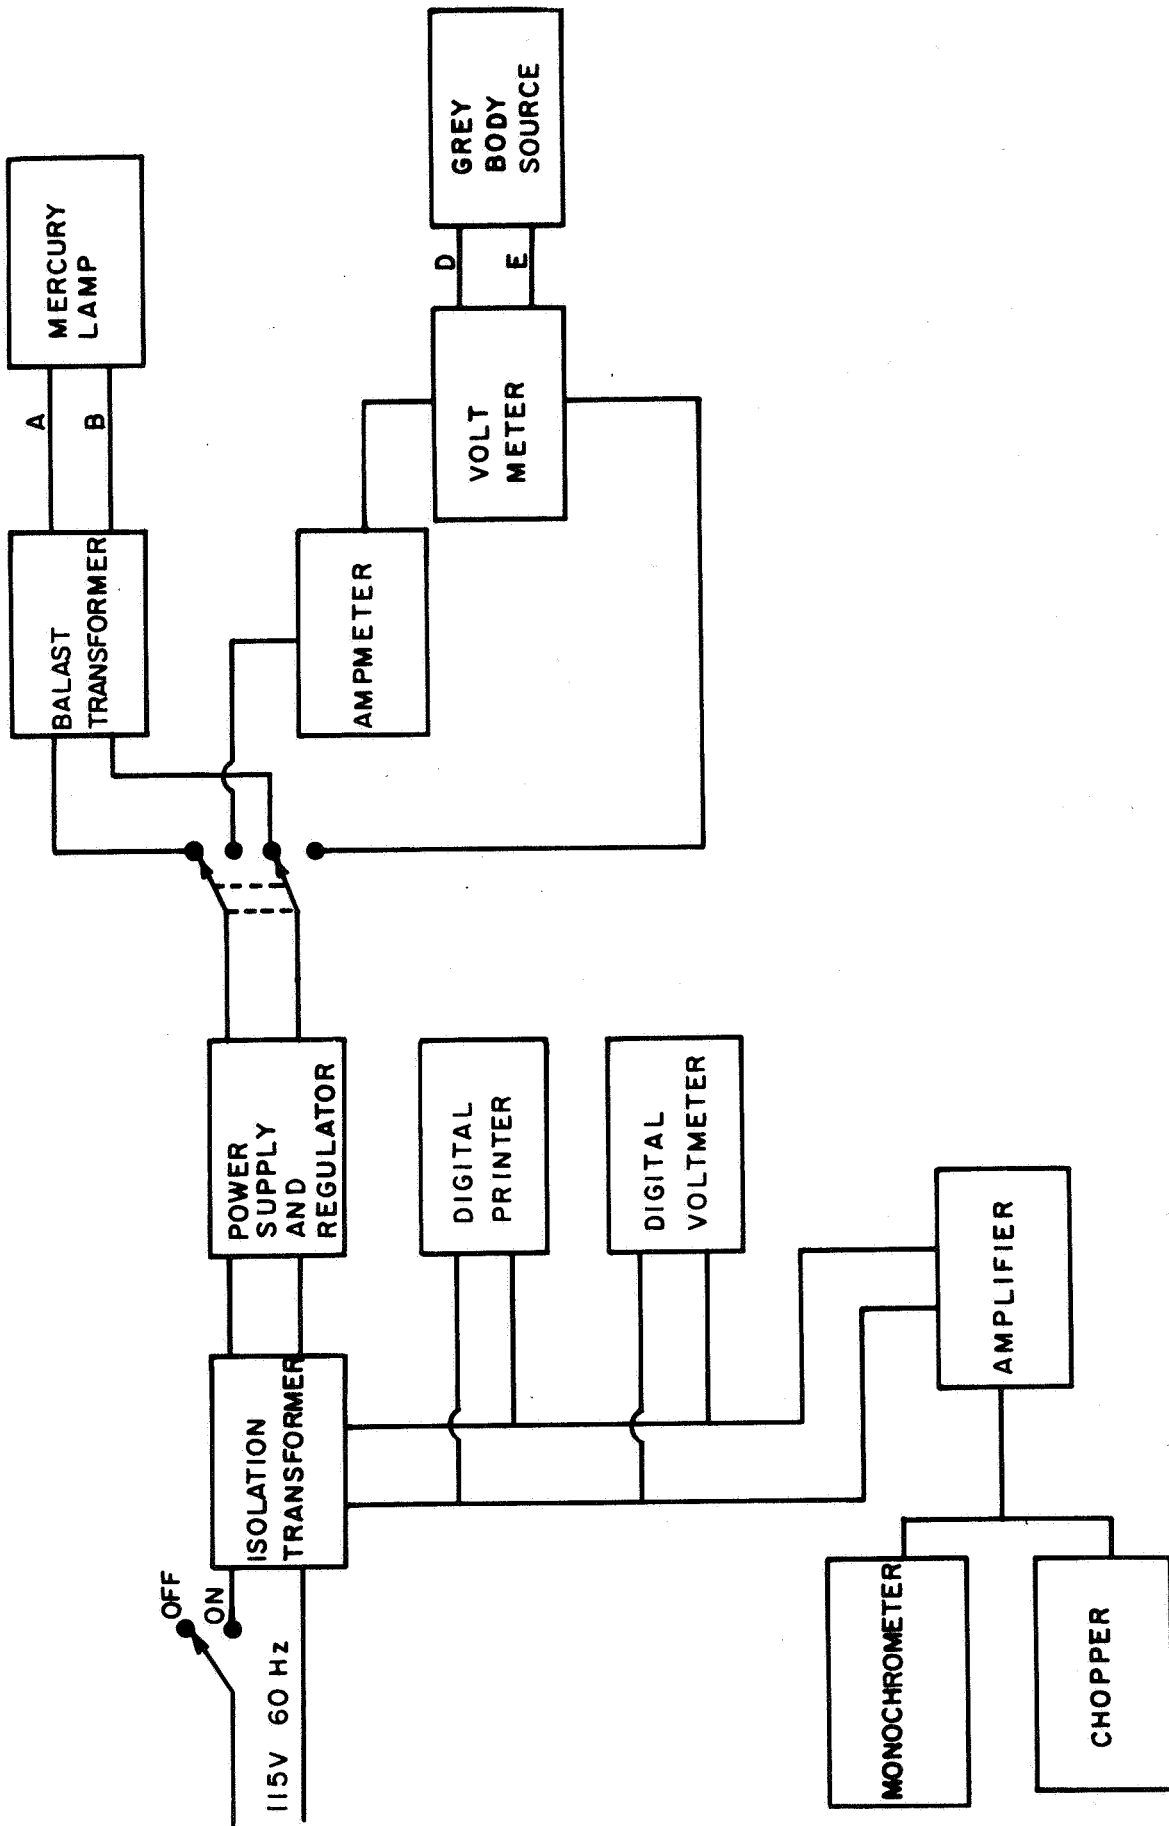 115V 60 Hz
OFF
ON
ISOLATION
TRANSFORMER
POWER
SUPPLY
AND
REGULATOR
BALAST
TRANSFORMER
A
B
MERCURY
LAMP
AMPMETER
VOLT
METER
D
E
GREY
BODY
SOURCE
DIGITAL
PRINTER
DIGITAL
VOLTMETER
AMPLIFIER
MONOCHROMETER
CHOPPER